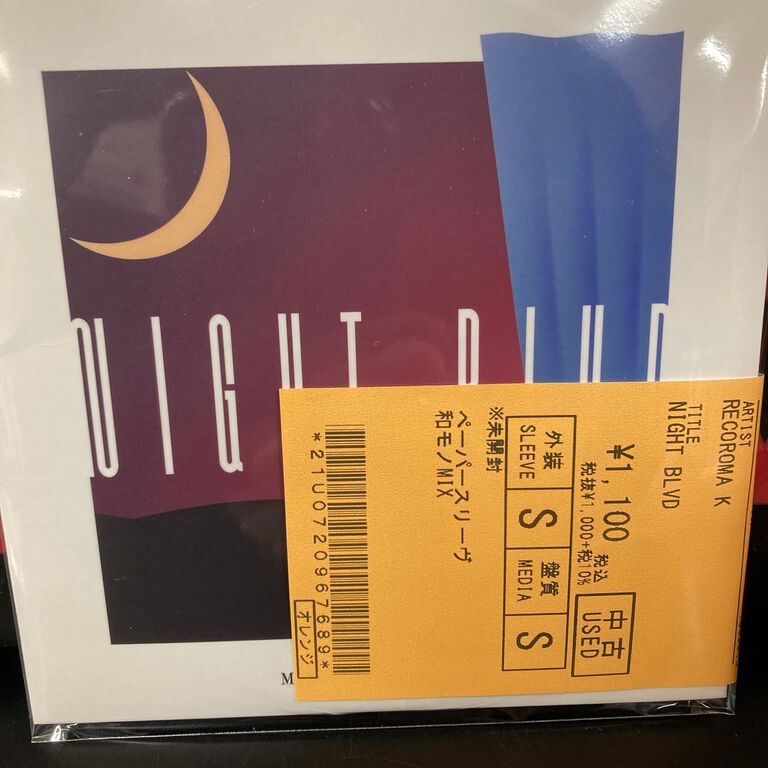 NIGHT BLVD
M
ARTIST
RECOROMA K
TITLE
NIGHT BLVD
¥1,100 税込
税抜¥1,000+税10%
中古
USED
外装
SLEEVE
S
盤質
MEDIA
S
※未開封
ペーパースリーヴ
和モノMIX
*21U0720967689*
オレンジ